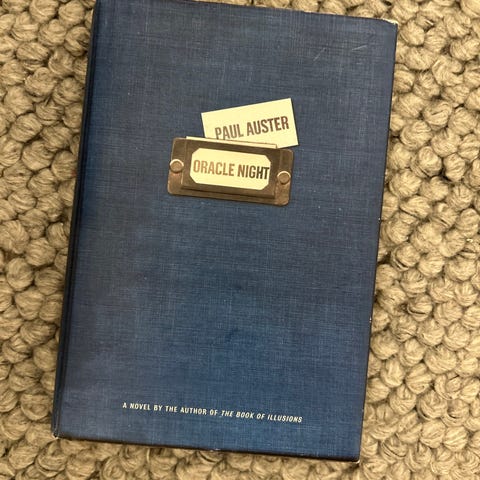 PAUL AUSTER
ORACLE NIGHT
A NOVEL BY THE AUTHOR OF THE BOOK OF ILLUSIONS